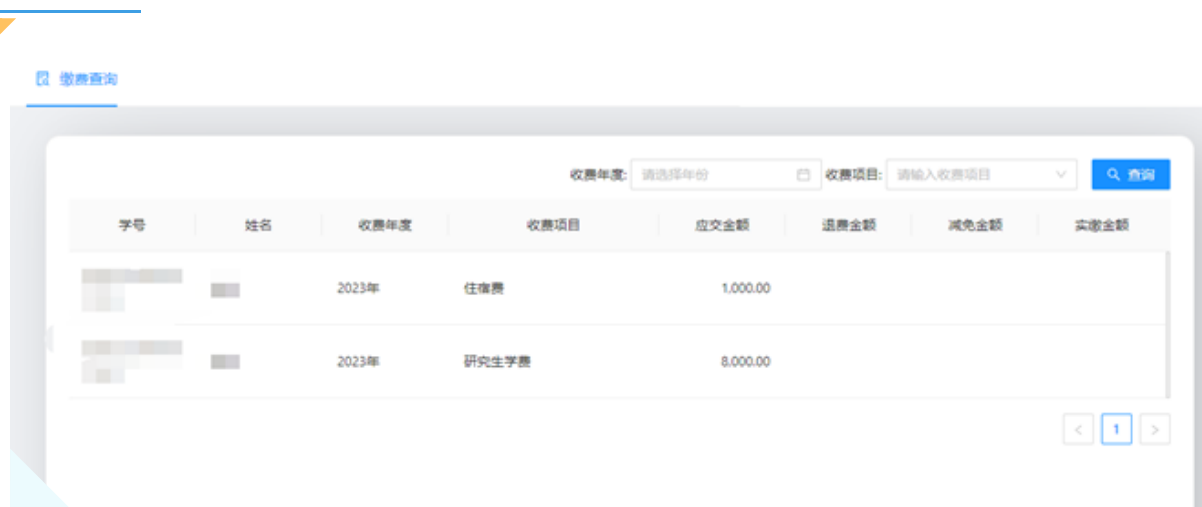 缴费查询
收费年度: 请选择年份 收费项目: 请输入收费项目 查询
学号 姓名 收费年度 收费项目 应交金额 退费金额 减免金额 实缴金额
2023年 住宿费 1,000.00
2023年 研究生学费 8,000.00
< 1 >